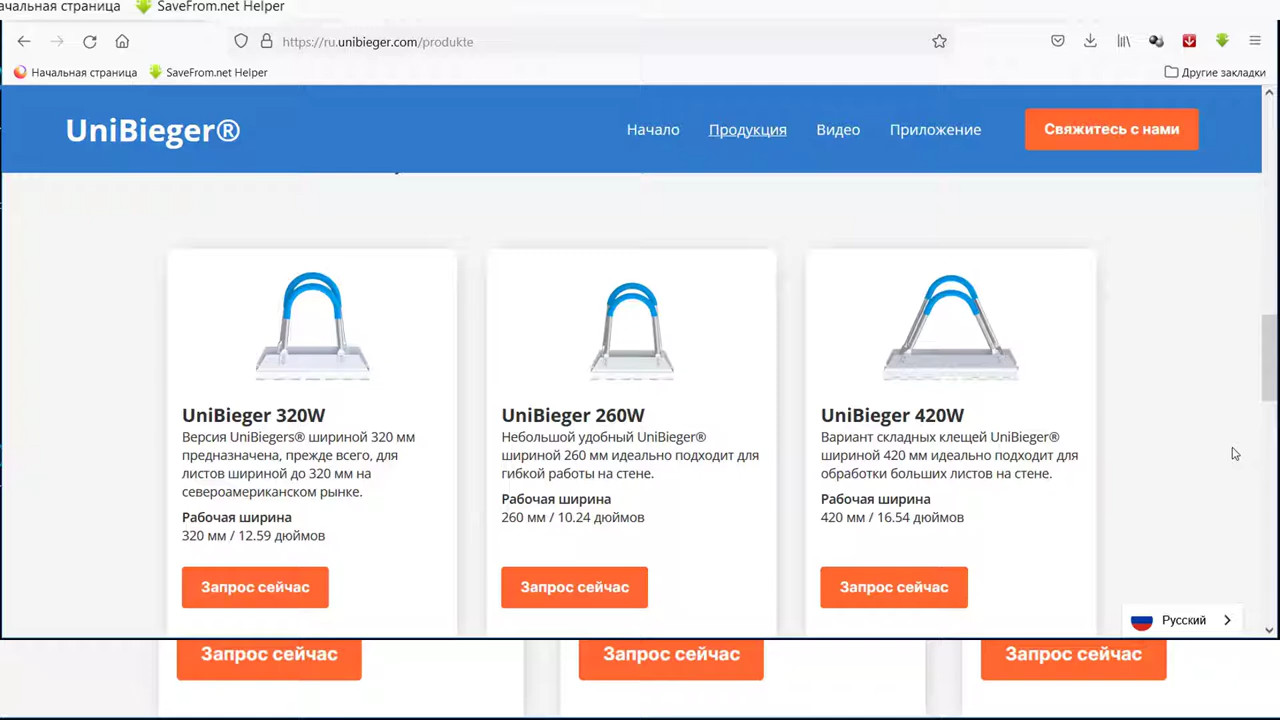 чальная страница SaveFrom.net Helper
https://ru.unibieger.com/produkte
Начальная страница SaveFrom.net Helper Другие закладки
UniBieger® Начало Продукция Видео Приложение Свяжитесь с нами
UniBieger 320W
Версия UniBiegers® шириной 320 мм
предназначена, прежде всего, для
листов шириной до 320 мм на
североамериканском рынке.
Рабочая ширина
320 мм / 12.59 дюймов
Запрос сейчас
UniBieger 260W
Небольшой удобный UniBieger®
шириной 260 мм идеально подходит для
гибкой работы на стене.
Рабочая ширина
260 мм / 10.24 дюймов
Запрос сейчас
UniBieger 420W
Вариант складных клещей UniBieger®
шириной 420 мм идеально подходит для
обработки больших листов на стене.
Рабочая ширина
420 мм / 16.54 дюймов
Запрос сейчас
Русский
Запрос сейчас Запрос сейчас Запрос сейчас